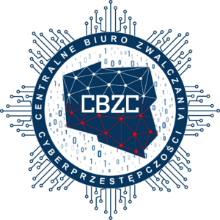 CENTRALNE BIURO ZWALCZANIA
CBZC
CYBERPRZESTĘPCZOŚCI